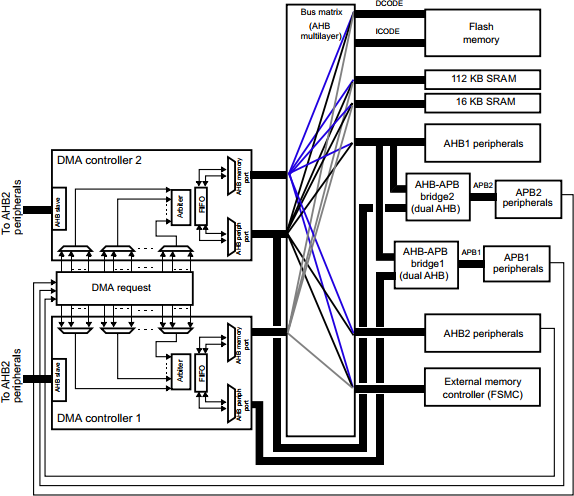 DCODE
Bus matrix
(AHB
multilayer)
ICODE
Flash
memory
112 KB SRAM
16 KB SRAM
AHB1 peripherals
DMA controller 2
AHB memory
port
To AHB2
peripherals
AHB slave
Arbiter
FIFO
AHB periph
port
AHB-APB
bridge2
(dual AHB)
APB2
APB2
peripherals
AHB-APB
bridge1
(dual AHB)
APB1
APB1
peripherals
DMA request
AHB2 peripherals
To AHB2
peripherals
AHB slave
Arbiter
FIFO
AHB memory
port
AHB periph
port
DMA controller 1
External memory
controller (FSMC)